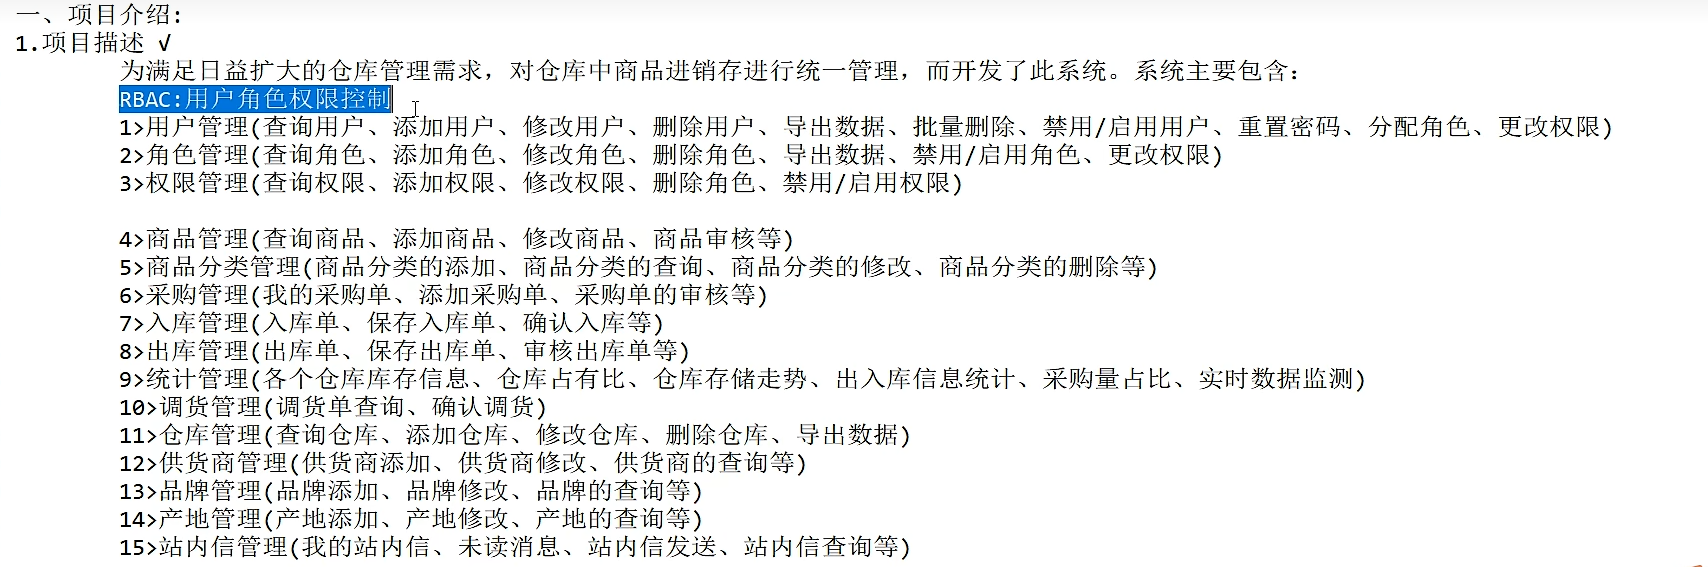 一、项目介绍:
1.项目描述 √
为满足日益扩大的仓库管理需求，对仓库中商品进销存进行统一管理，而开发了此系统。系统主要包含:
RBAC:用户角色权限控制
1>用户管理(查询用户、添加用户、修改用户、删除用户、导出数据、批量删除、禁用/启用用户、重置密码、分配角色、更改权限)
2>角色管理(查询角色、添加角色、修改角色、删除角色、导出数据、禁用/启用角色、更改权限)
3>权限管理(查询权限、添加权限、修改权限、删除角色、禁用/启用权限)
4>商品管理(查询商品、添加商品、修改商品、商品审核等)
5>商品分类管理(商品分类的添加、商品分类的查询、商品分类的修改、商品分类的删除等)
6>采购管理(我的采购单、添加采购单、采购单的审核等)
7>入库管理(入库单、保存入库单、确认入库等)
8>出库管理(出库单、保存出库单、审核出库单等)
9>统计管理(各个仓库库存信息、仓库占有比、仓库存储走势、出入库信息统计、采购量占比、实时数据监测)
10>调货管理(调货单查询、确认调货)
11>仓库管理(查询仓库、添加仓库、修改仓库、删除仓库、导出数据)
12>供货商管理(供货商添加、供货商修改、供货商的查询等)
13>品牌管理(品牌添加、品牌修改、品牌的查询等)
14>产地管理(产地添加、产地修改、产地的查询等)
15>站内信管理(我的站内信、未读消息、站内信发送、站内信查询等)